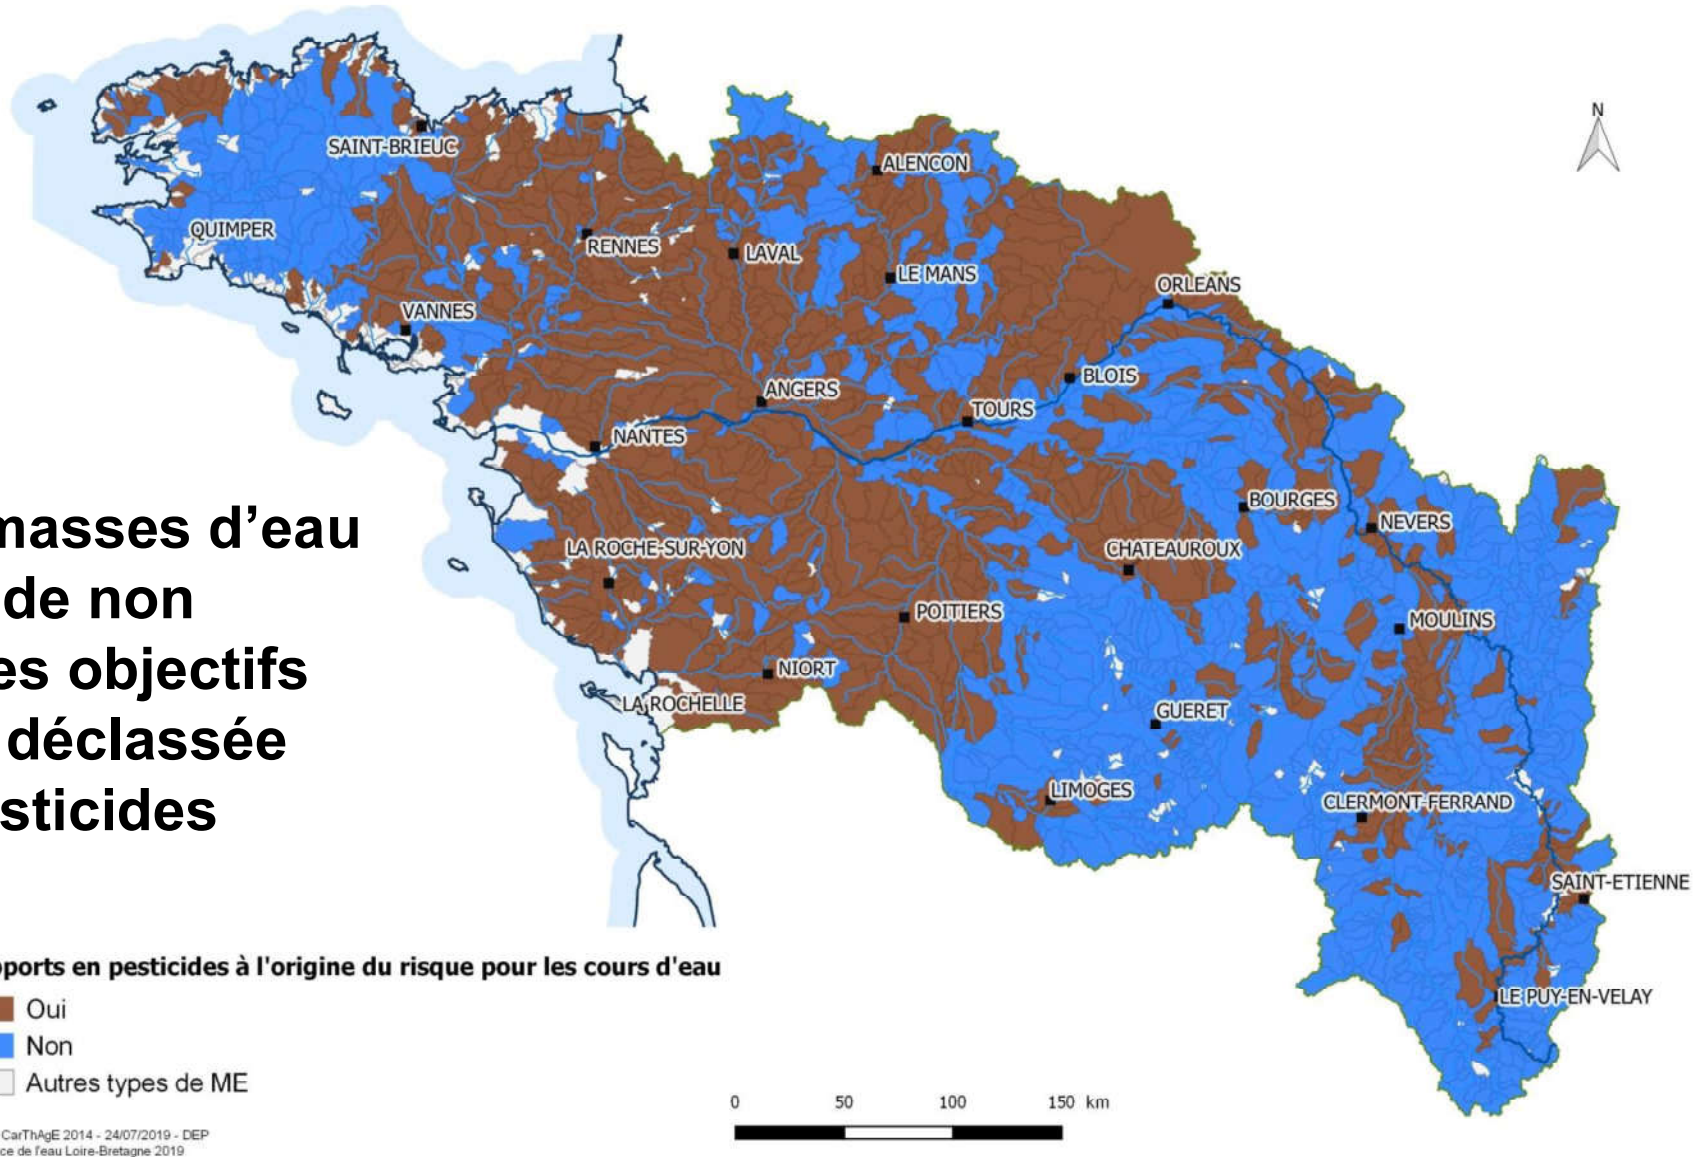 masses d’eau
de non
es objectifs
déclassée
sticides
N
SAINT-BRIEUC
ALENCON
QUIMPER
RENNES
LAVAL
LE MANS
ORLEANS
VANNES
BLOIS
ANGERS
TOURS
NANTES
BOURGES
NEVERS
LA ROCHE-SUR-YON
CHATEAUROUX
POITIERS
MOULINS
NIORT
LA ROCHELLE
GUERET
LIMOGES
CLERMONT-FERRAND
SAINT-ETIENNE
LE PUY-EN-VELAY
pports en pesticides à l'origine du risque pour les cours d'eau
Oui
Non
Autres types de ME
0 50 100 150 km
CarThAgE 2014 - 24/07/2019 - DEP
ce de l'eau Loire-Bretagne 2019